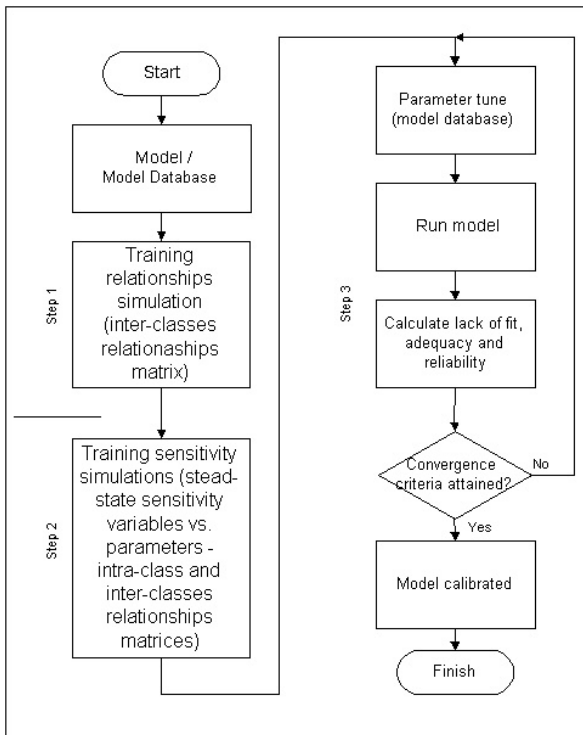 Start
Model /
Model Database
Step 1
Training
relationships
simulation
(inter-classes
relationaships
matrix)
Step 2
Training sensitivity
simulations (stead-
state sensitivity
variables vs.
parameters -
intra-class and
inter-classes
relationships
matrices)
Step 3
Parameter tune
(model database)
Run model
Calculate lack of fit,
adequacy and
reliability
Convergence
criteria attained?
No
Yes
Model calibrated
Finish